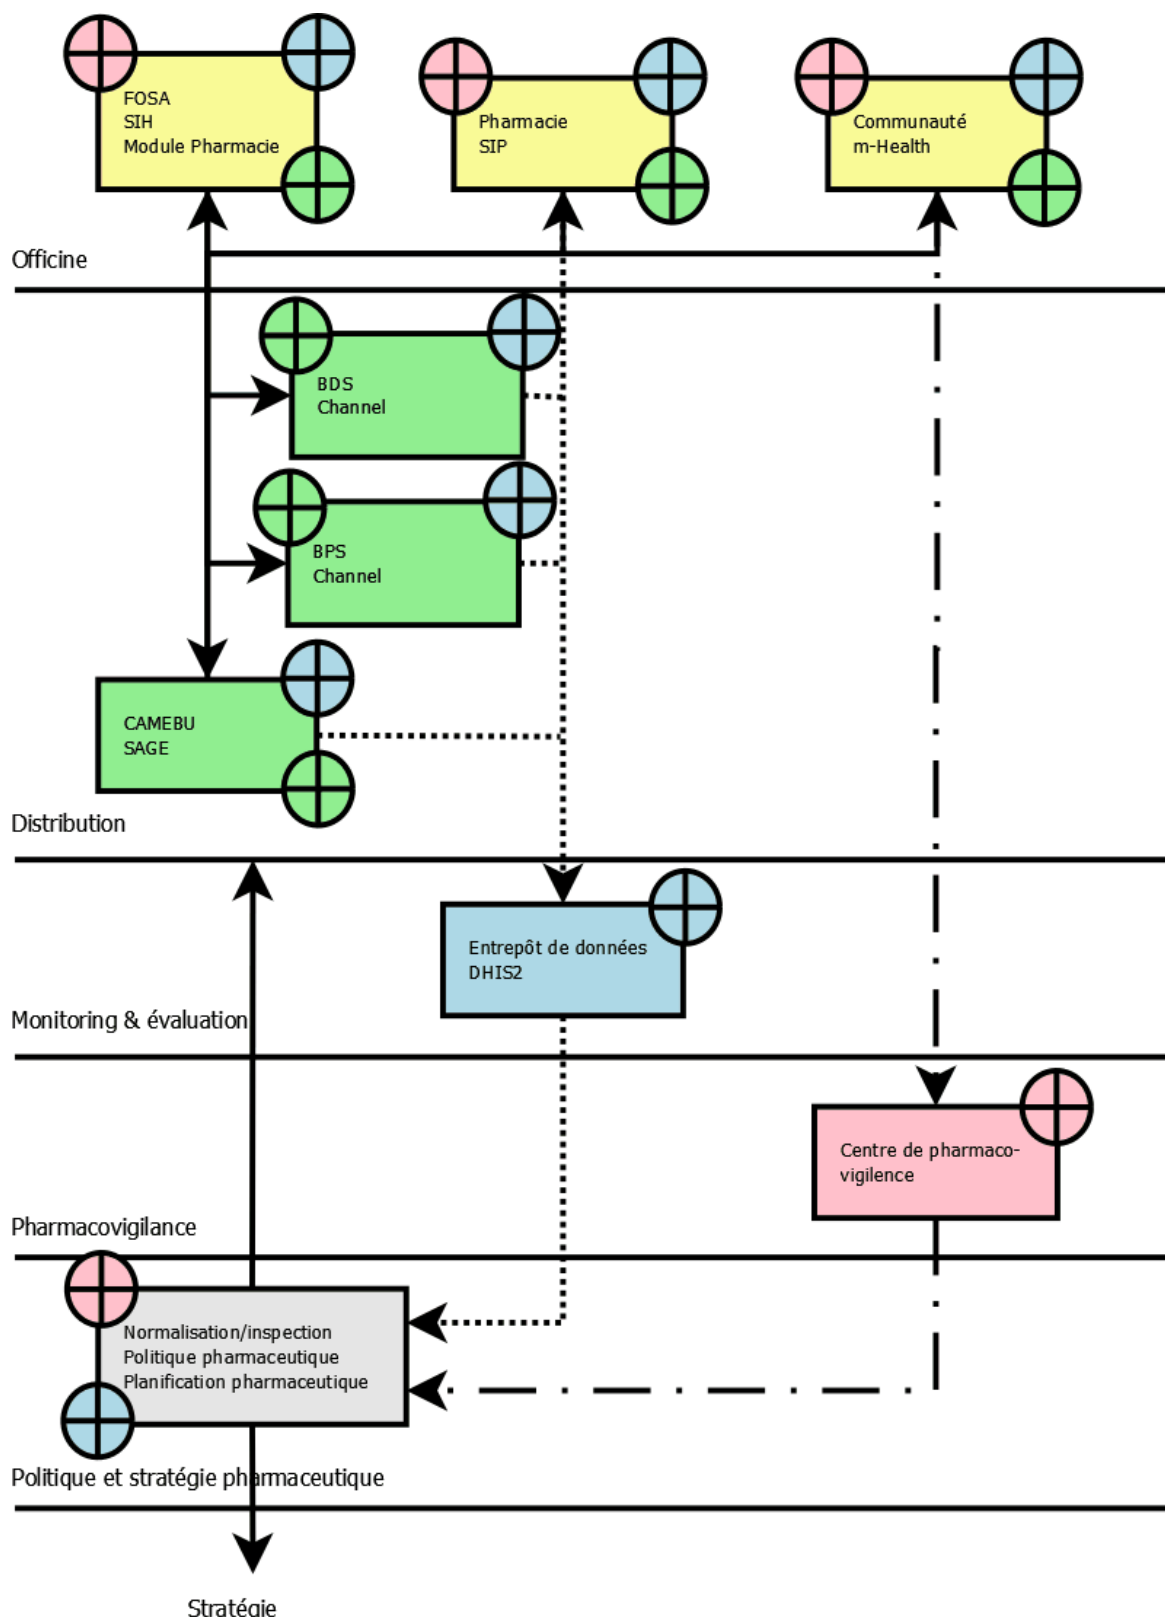 FOSA
SIH
Module Pharmacie
Pharmacie
SIP
Communauté
m-Health
Officine
BDS
Channel
BPS
Channel
CAMEBU
SAGE
Distribution
Entrepôt de données
DHIS2
Monitoring & évaluation
Centre de pharmaco-
vigilence
Pharmacovigilance
Normalisation/inspection
Politique pharmaceutique
Planification pharmaceutique
Politique et stratégie pharmaceutique
Stratégie